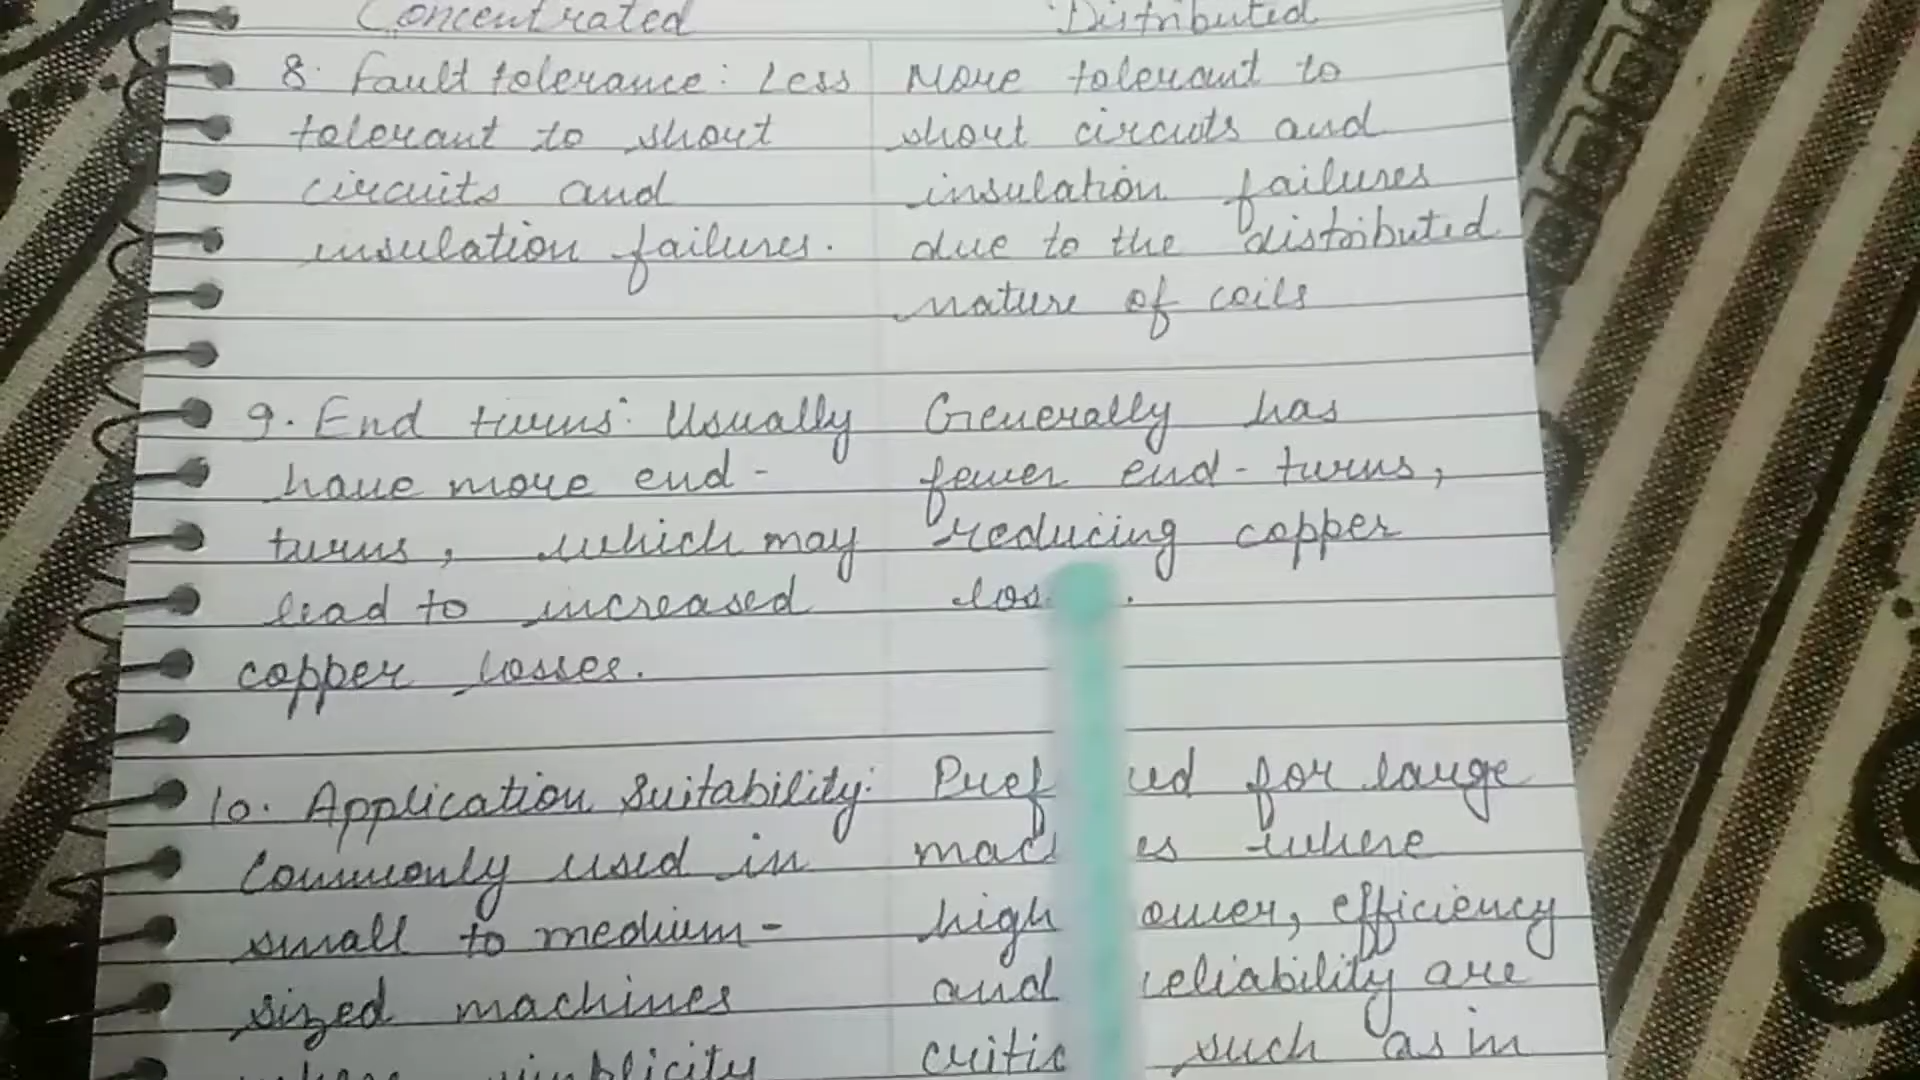 Concentrated
Distributed
8. Fault tolerance: Less
tolerant to short
circuits and
insulation failures.
More tolerant to
short circuits and
insulation failures
due to the distributed
nature of coils
9. End turns: Usually
have more end-
turns, which may
lead to increased
copper losses.
Generally has
fewer end-turns,
reducing copper
10. Application Suitability:
Commonly used in
small to medium-
sized machines
simplicity
for large
where
high efficiency
and reliability are
such as in